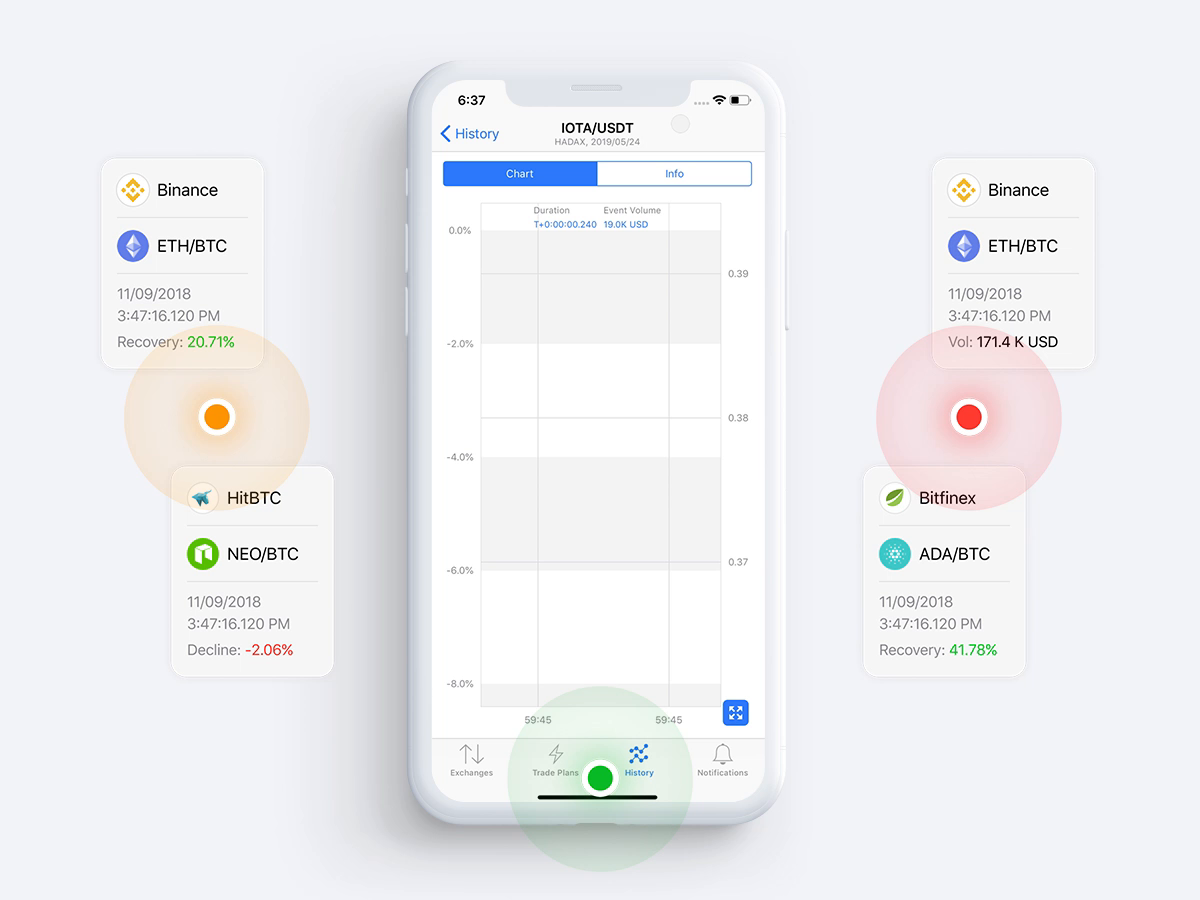 6:37
History
IOTA/USDT
HADAX, 2019/05/24
Chart
Info
Duration
Event Volume
T+0:00:00.240
19.0K USD
0.0%
-2.0%
-4.0%
-6.0%
-8.0%
0.39
0.38
0.37
59:45
59:45
Exchanges
Trade Plans
History
Notifications
Binance
ETH/BTC
11/09/2018
3:47:16.120 PM
Recovery: 20.71%
HitBTC
NEO/BTC
11/09/2018
3:47:16.120 PM
Decline: -2.06%
Binance
ETH/BTC
11/09/2018
3:47:16.120 PM
Vol: 171.4 K USD
Bitfinex
ADA/BTC
11/09/2018
3:47:16.120 PM
Recovery: 41.78%